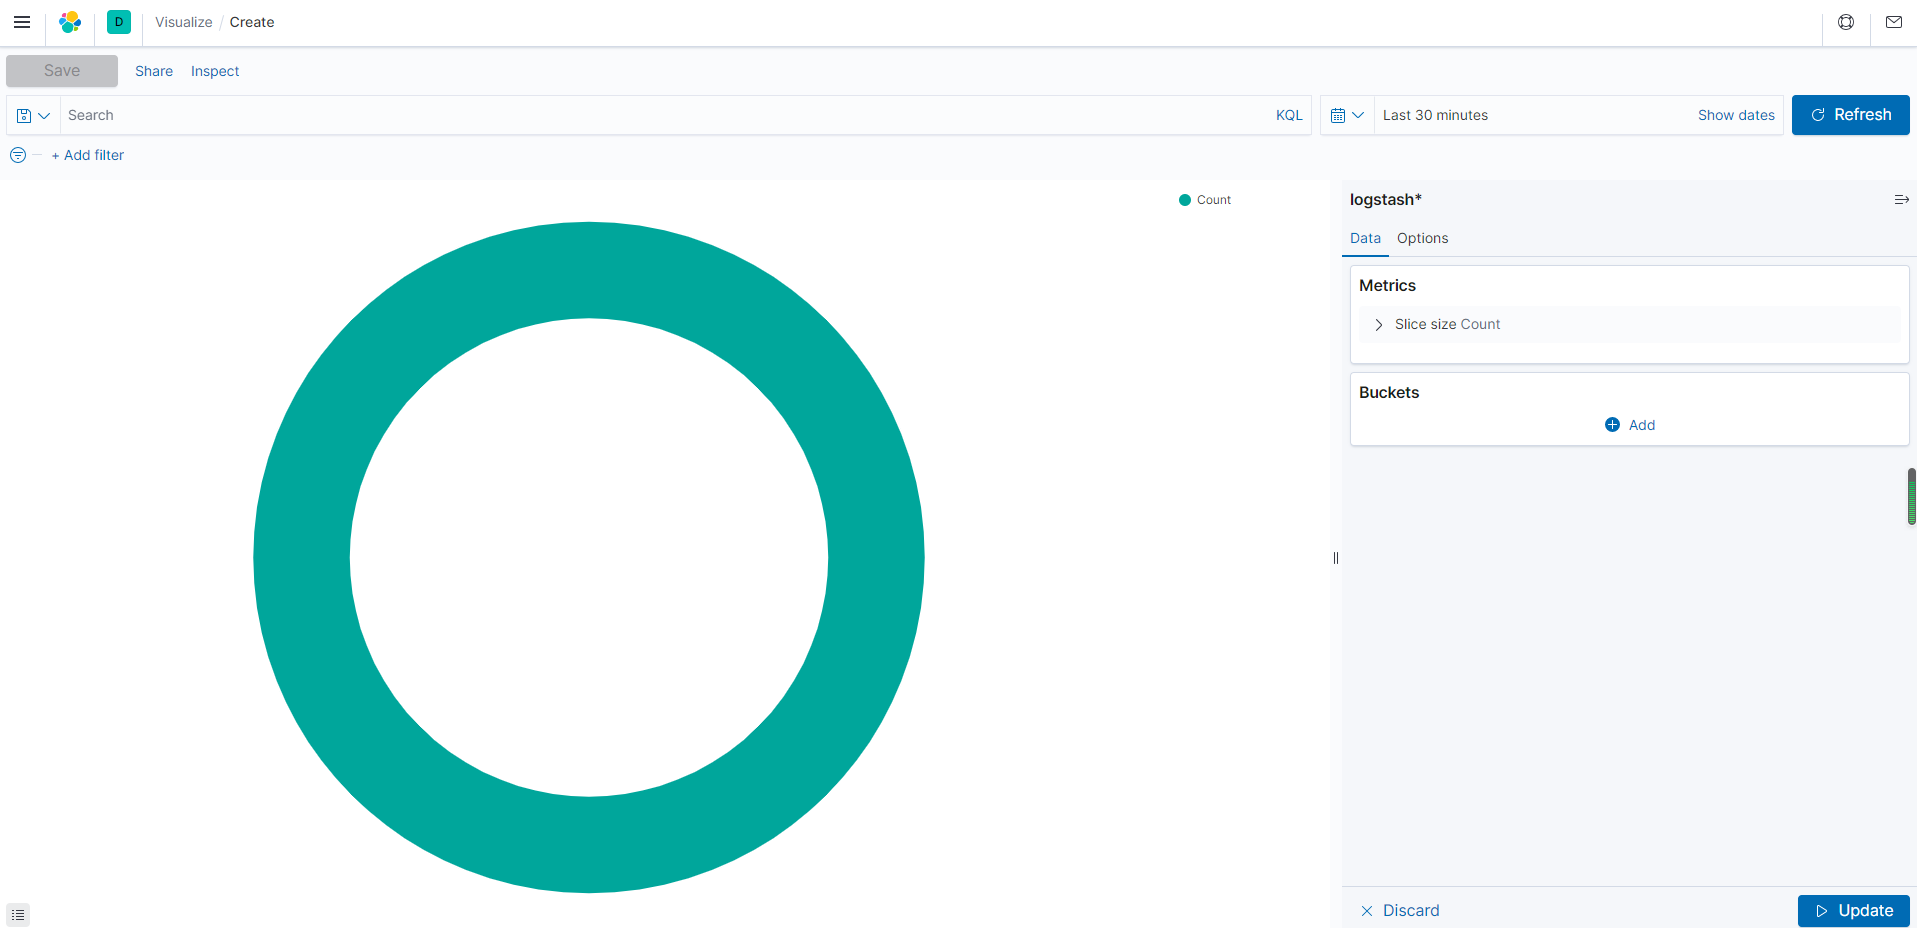 D Visualize / Create
Save Share Inspect
Search KQL Last 30 minutes Show dates Refresh
+ Add filter
Count
logstash*
Data Options
Metrics
Slice size Count
Buckets
Add
Discard Update